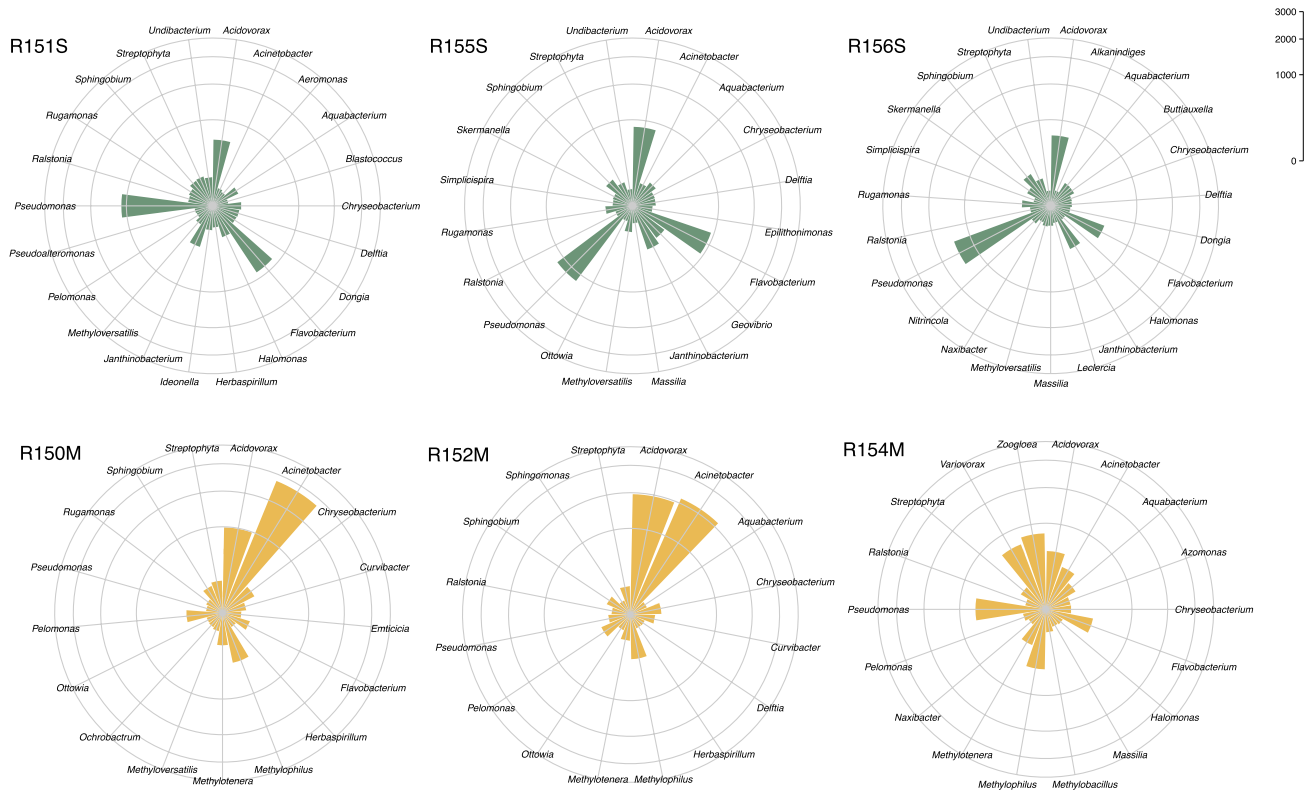 R151S
Undibacterium
Acidovorax
Streptophyta
Acinetobacter
Sphingobium
Aeromonas
Rugamonas
Aquabacterium
Ralstonia
Blastococcus
Pseudomonas
Chryseobacterium
Pseudoalteromonas
Delftia
Pelomonas
Dongia
Methyloversatilis
Flavobacterium
Janthinobacterium
Halomonas
Ideonella
Herbaspirillum
R155S
Undibacterium
Acidovorax
Streptophyta
Acinetobacter
Sphingobium
Aquabacterium
Skermanella
Chryseobacterium
Simplicispira
Delftia
Rugamonas
Epilithonimonas
Ralstonia
Flavobacterium
Pseudomonas
Geovibrio
Ottowia
Janthinobacterium
Methyloversatilis
Massilia
R156S
Undibacterium
Acidovorax
Streptophyta
Alkanindiges
Sphingobium
Aquabacterium
Skermanella
Buttiauxella
Simplicispira
Chryseobacterium
Rugamonas
Delftia
Ralstonia
Dongia
Pseudomonas
Flavobacterium
Nitrincola
Halomonas
Naxibacter
Janthinobacterium
Methyloversatilis
Leclercia
Massilia
3000
2000
1000
0
R150M
Streptophyta
Acidovorax
Sphingobium
Acinetobacter
Rugamonas
Chryseobacterium
Pseudomonas
Curvibacter
Pelomonas
Emticicia
Ottowia
Flavobacterium
Ochrobactrum
Herbaspirillum
Methyloversatilis
Methylophilus
Methylotenera
R152M
Streptophyta
Acidovorax
Sphingomonas
Acinetobacter
Sphingobium
Aquabacterium
Ralstonia
Chryseobacterium
Pseudomonas
Curvibacter
Pelomonas
Delftia
Ottowia
Herbaspirillum
Methylotenera
Methylophilus
R154M
Zoogloea
Acidovorax
Variovorax
Acinetobacter
Streptophyta
Aquabacterium
Ralstonia
Azomonas
Pseudomonas
Chryseobacterium
Pelomonas
Flavobacterium
Naxibacter
Halomonas
Methylotenera
Massilia
Methylophilus
Methylobacillus